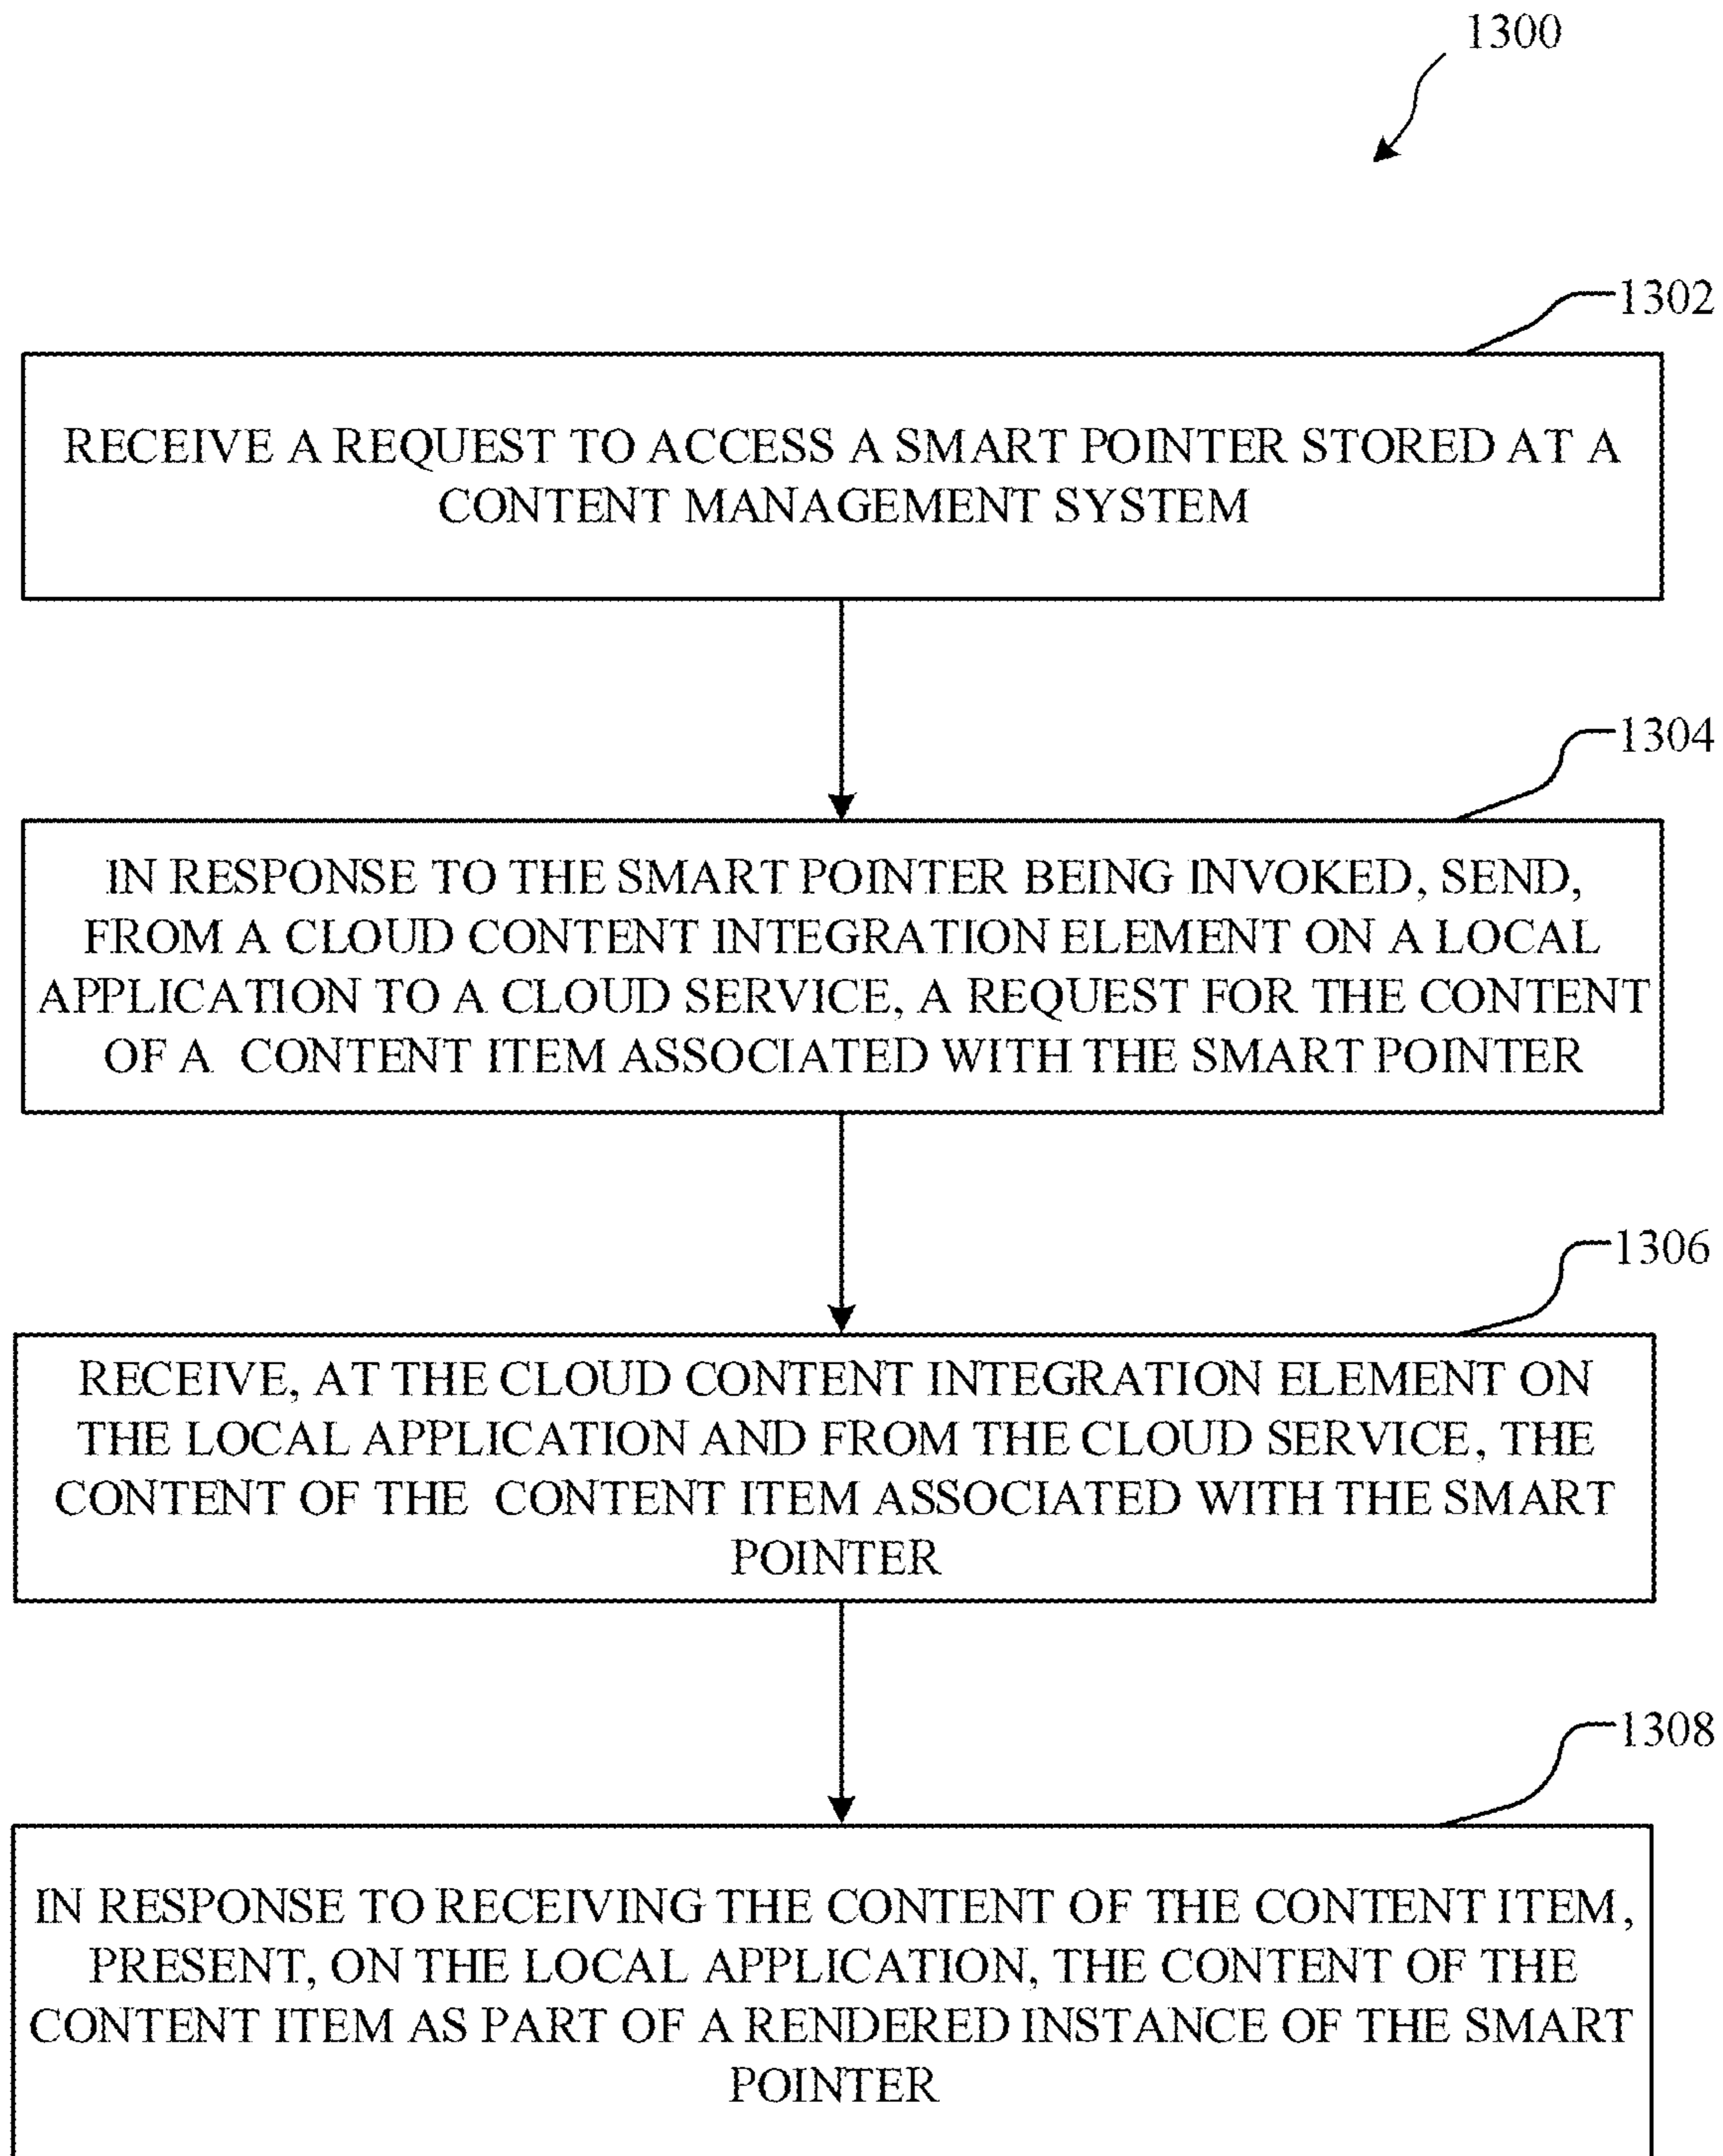 1300
1302
RECEIVE A REQUEST TO ACCESS A SMART POINTER STORED AT A
CONTENT MANAGEMENT SYSTEM
1304
IN RESPONSE TO THE SMART POINTER BEING INVOKED, SEND,
FROM A CLOUD CONTENT INTEGRATION ELEMENT ON A LOCAL
APPLICATION TO A CLOUD SERVICE, A REQUEST FOR THE CONTENT
OF A CONTENT ITEM ASSOCIATED WITH THE SMART POINTER
1306
RECEIVE, AT THE CLOUD CONTENT INTEGRATION ELEMENT ON
THE LOCAL APPLICATION AND FROM THE CLOUD SERVICE, THE
CONTENT OF THE CONTENT ITEM ASSOCIATED WITH THE SMART
POINTER
1308
IN RESPONSE TO RECEIVING THE CONTENT OF THE CONTENT ITEM,
PRESENT, ON THE LOCAL APPLICATION, THE CONTENT OF THE
CONTENT ITEM AS PART OF A RENDERED INSTANCE OF THE SMART
POINTER